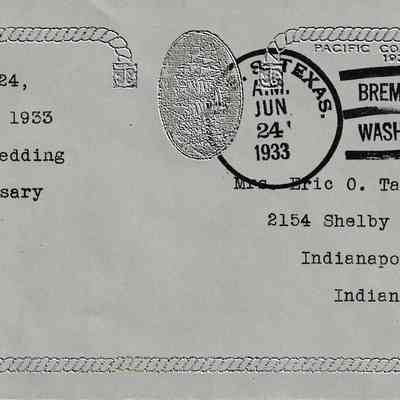 24,
1933
edding
sary
PACIFIC CO
193
U.S.S. TEXAS.
A.M.
JUN
24
1933
BREM
WASH
Mrs. Eric O. Ta
2154 Shelby
Indianapo
Indian